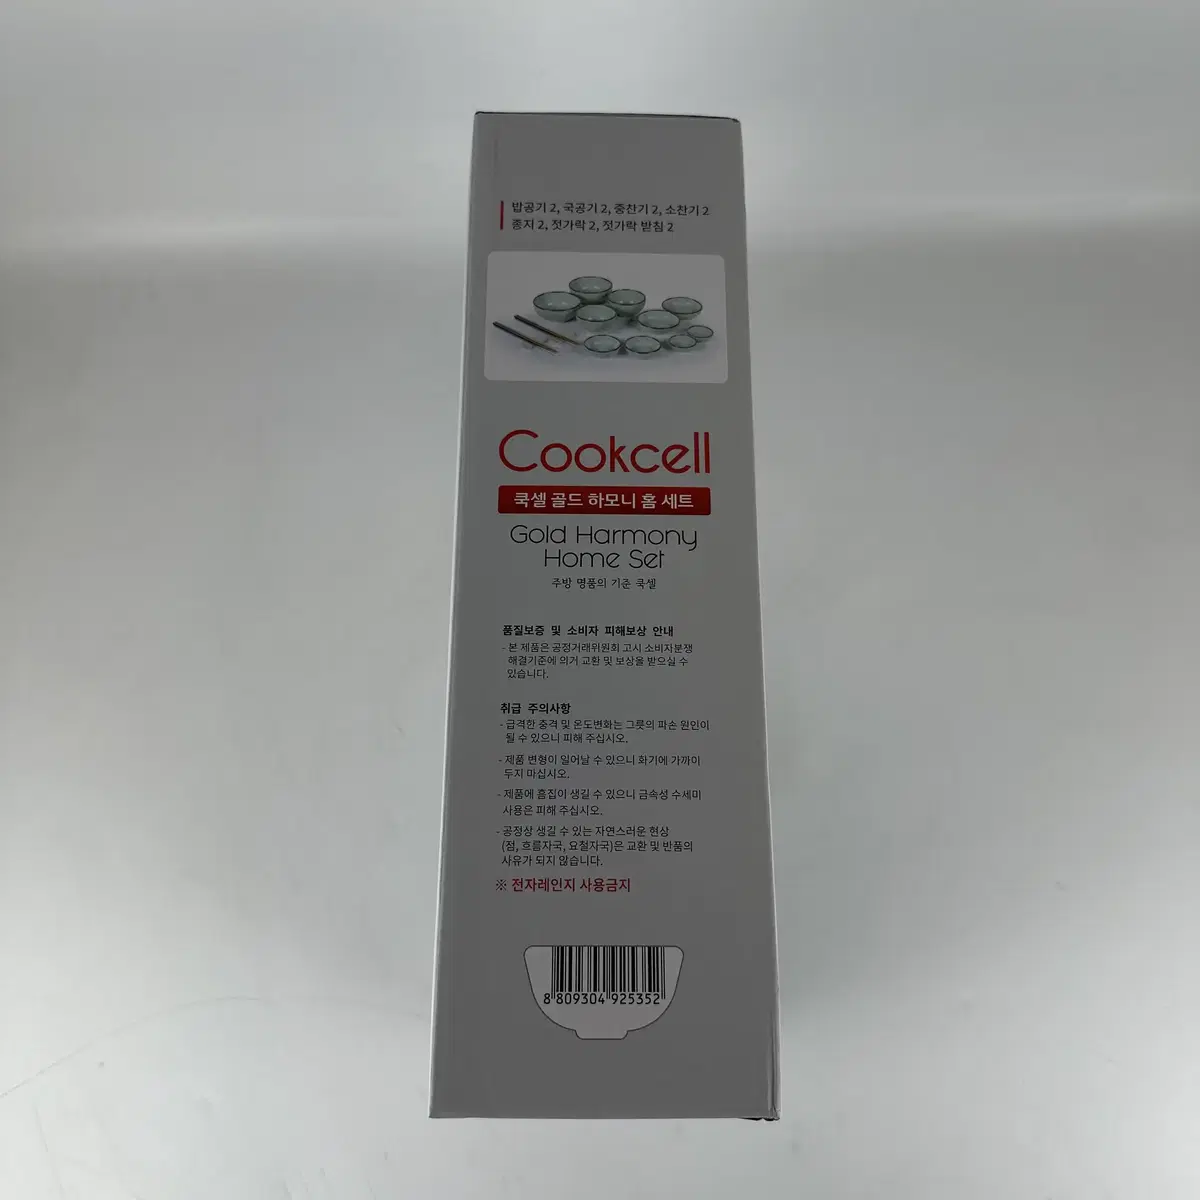 밥공기 2, 국공기 2, 중찬기 2, 소찬기 2
종지 2, 젓가락 2, 젓가락 받침 2
Cookcell
쿡셀 골드 하모니 홈 세트
Gold Harmony
Home Set
주방 명품의 기준 쿡셀
품질보증 및 소비자 피해보상 안내
- 본 제품은 공정거래위원회 고시 소비자분쟁
해결기준에 의거 교환 및 보상을 받으실 수
있습니다.
취급 주의사항
- 급격한 충격 및 온도변화는 그릇의 파손 원인이
될 수 있으니 피해 주십시오.
- 제품 변형이 일어날 수 있으니 화기에 가까이
두지 마십시오.
- 제품에 흠집이 생길 수 있으니 금속성 수세미
사용은 피해 주십시오.
- 공정상 생길 수 있는 자연스러운 현상
(점, 흐름자국, 요철자국)은 교환 및 반품의
사유가 되지 않습니다.
※ 전자레인지 사용금지
8 809304 925352